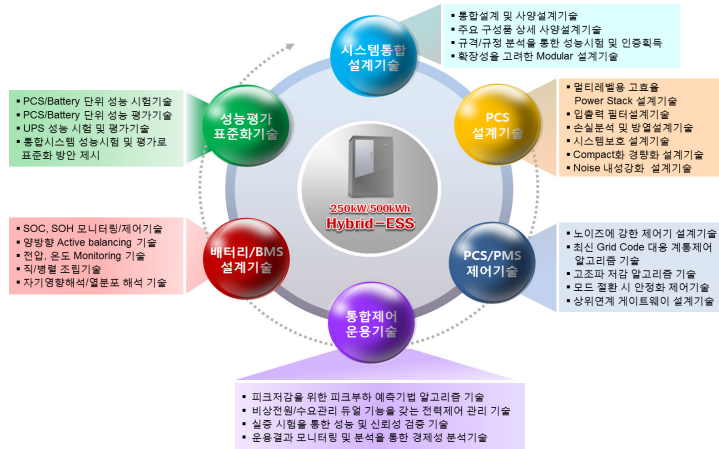 시스템통합
설계기술
▪ 통합설계 및 사양설계기술
▪ 주요 구성품 상세 사양설계기술
▪ 규격/규정 분석을 통한 성능시험 및 인증획득
▪ 확장성을 고려한 Modular 설계기술
PCS
설계기술
▪ 멀티레벨용 고효율
Power Stack 설계기술
▪ 입출력 필터설계기술
▪ 손실분석 및 방열설계기술
▪ 시스템보호 설계기술
▪ Compact화 경량화 설계기술
▪ Noise 내성강화 설계기술
PCS/PMS
제어기술
▪ 노이즈에 강한 제어기 설계기술
▪ 최신 Grid Code 대응 계통제어
알고리즘 기술
▪ 고조파 저감 알고리즘 기술
▪ 모드 절환 시 안정화 제어기술
▪ 상위연계 게이트웨이 설계기술
통합제어
운용기술
▪ 피크저감을 위한 피크부하 예측기법 알고리즘 기술
▪ 비상전원/수요관리 듀얼 기능을 갖는 전력제어 관리 기술
▪ 실증 시험을 통한 성능 및 신뢰성 검증 기술
▪ 운용결과 모니터링 및 분석을 통한 경제성 분석기술
배터리/BMS
설계기술
▪ SOC, SOH 모니터링/제어기술
▪ 양방향 Active balancing 기술
▪ 전압, 온도 Monitoring 기술
▪ 직/병렬 조립기술
▪ 자기영향해석/열분포 해석 기술
성능평가
표준화기술
▪ PCS/Battery 단위 성능 시험기술
▪ PCS/Battery 단위 성능 평가기술
▪ UPS 성능 시험 및 평가기술
▪ 통합시스템 성능시험 및 평가로
표준화 방안 제시
250kW/500kWh
Hybrid-ESS